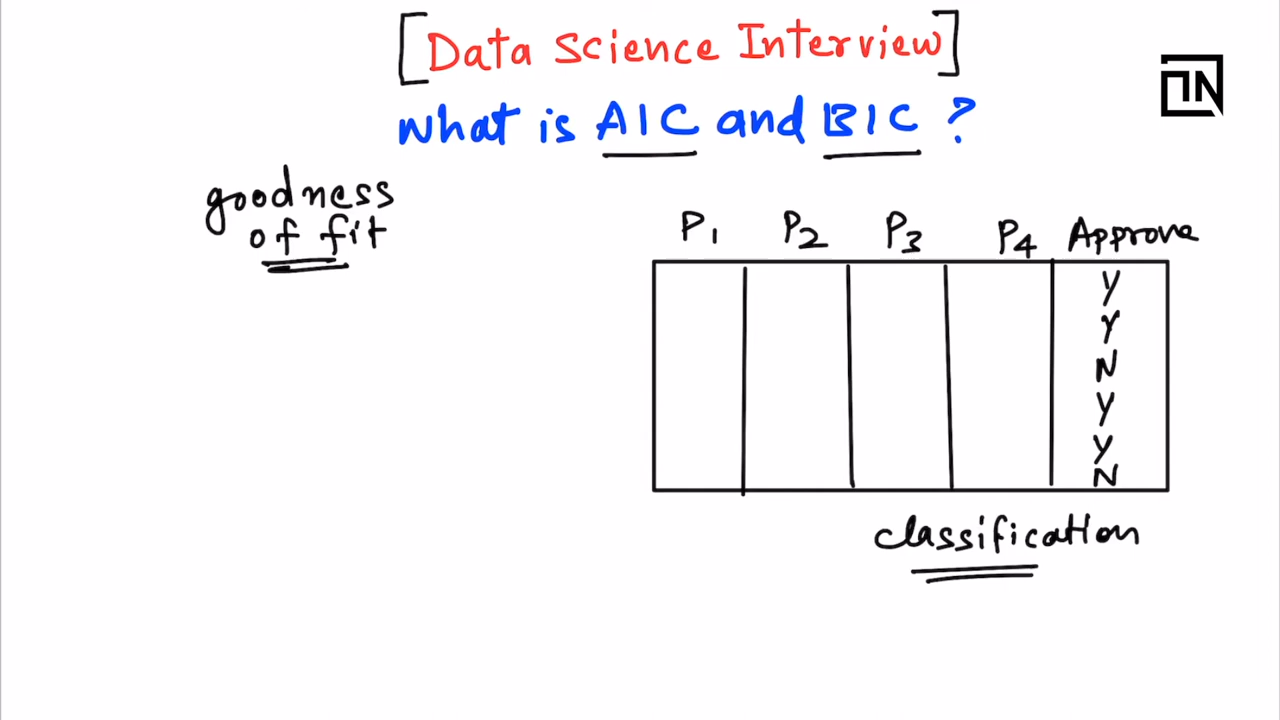 [Data Science Interview]
What is AIC and BIC ?
goodness
of fit
P1 P2 P3 P4 Approve
Y
Y
N
Y
Y
N
classification